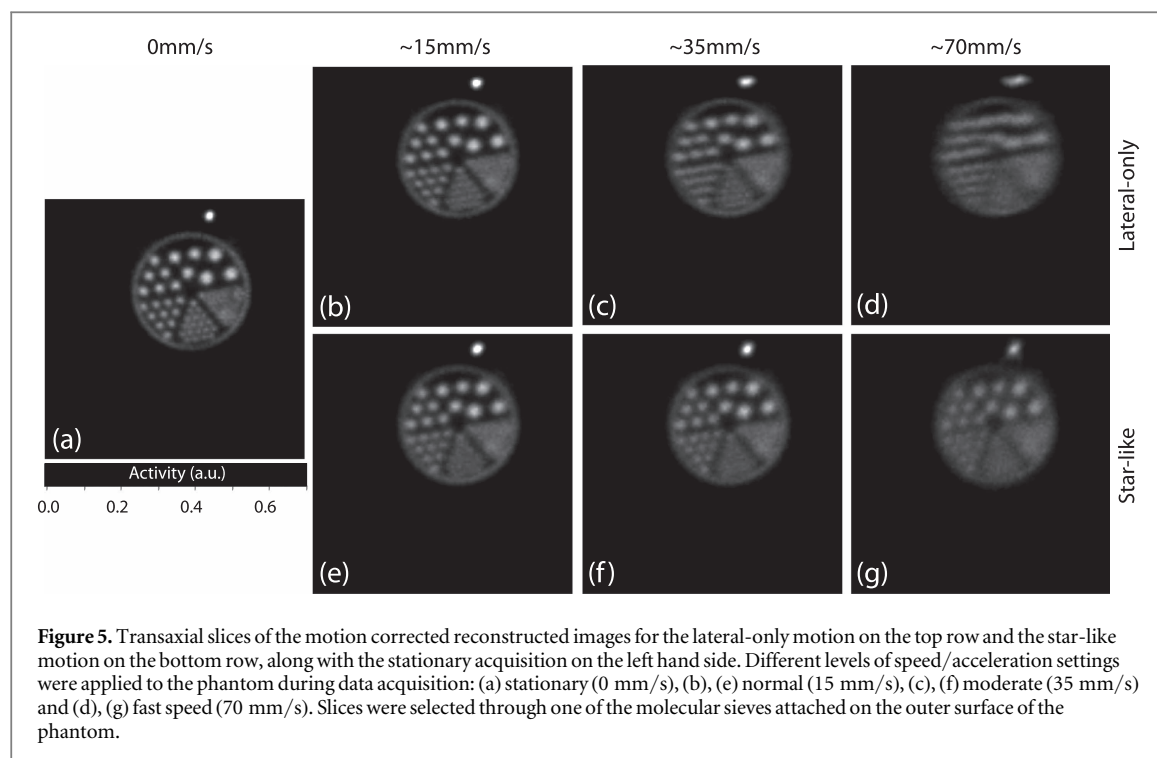 0mm/s
~15mm/s
~35mm/s
~70mm/s
Lateral-only
(b)
(c)
(d)
(a)
Activity (a.u.)
0.0 0.2 0.4 0.6
Star-like
(e)
(f)
(g)
Figure 5. Transaxial slices of the motion corrected reconstructed images for the lateral-only motion on the top row and the star-like
motion on the bottom row, along with the stationary acquisition on the left hand side. Different levels of speed/acceleration settings
were applied to the phantom during data acquisition: (a) stationary (0 mm/s), (b), (e) normal (15 mm/s), (c), (f) moderate (35 mm/s)
and (d), (g) fast speed (70 mm/s). Slices were selected through one of the molecular sieves attached on the outer surface of the
phantom.